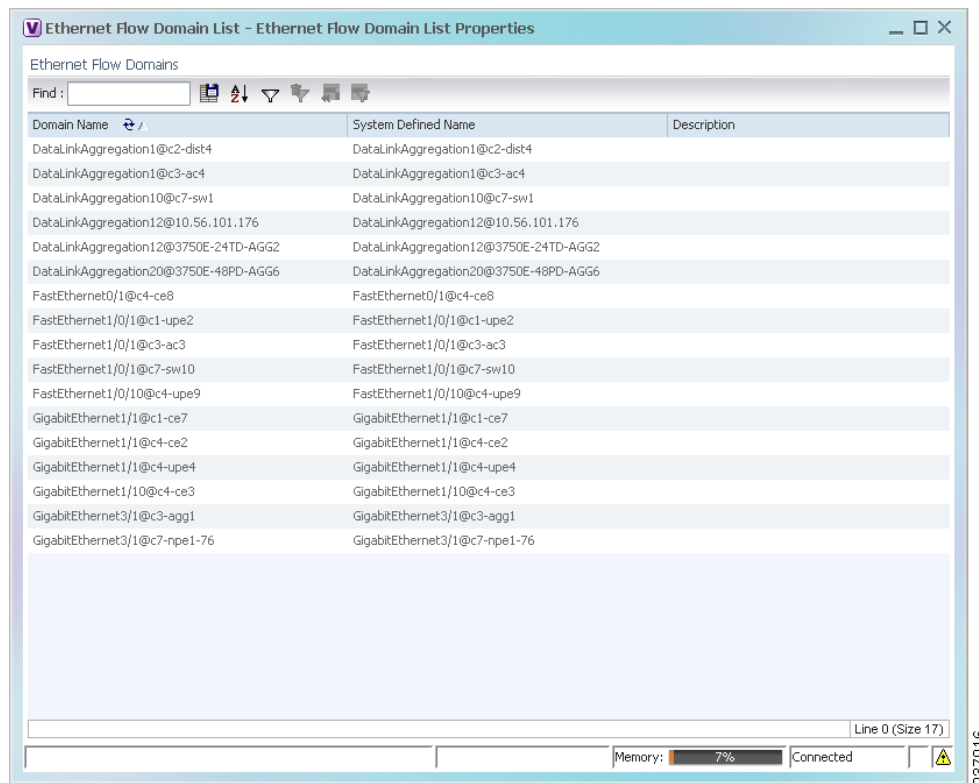 V Ethernet Flow Domain List - Ethernet Flow Domain List Properties
Ethernet Flow Domains
Find :
Domain Name System Defined Name Description
DataLinkAggregation1@c2-dist4 DataLinkAggregation1@c2-dist4
DataLinkAggregation1@c3-ac4 DataLinkAggregation1@c3-ac4
DataLinkAggregation10@c7-sw1 DataLinkAggregation10@c7-sw1
DataLinkAggregation12@10.56.101.176 DataLinkAggregation12@10.56.101.176
DataLinkAggregation12@3750E-24TD-AGG2 DataLinkAggregation12@3750E-24TD-AGG2
DataLinkAggregation20@3750E-48PD-AGG6 DataLinkAggregation20@3750E-48PD-AGG6
FastEthernet0/1@c4-ce8 FastEthernet0/1@c4-ce8
FastEthernet1/0/1@c1-upe2 FastEthernet1/0/1@c1-upe2
FastEthernet1/0/1@c3-ac3 FastEthernet1/0/1@c3-ac3
FastEthernet1/0/1@c7-sw10 FastEthernet1/0/1@c7-sw10
FastEthernet1/0/10@c4-upe9 FastEthernet1/0/10@c4-upe9
GigabitEthernet1/1@c1-ce7 GigabitEthernet1/1@c1-ce7
GigabitEthernet1/1@c4-ce2 GigabitEthernet1/1@c4-ce2
GigabitEthernet1/1@c4-upe4 GigabitEthernet1/1@c4-upe4
GigabitEthernet1/10@c4-ce3 GigabitEthernet1/10@c4-ce3
GigabitEthernet3/1@c3-agg1 GigabitEthernet3/1@c3-agg1
GigabitEthernet3/1@c7-npe1-76 GigabitEthernet3/1@c7-npe1-76
Line 0 (Size 17)
Memory: 7% Connected